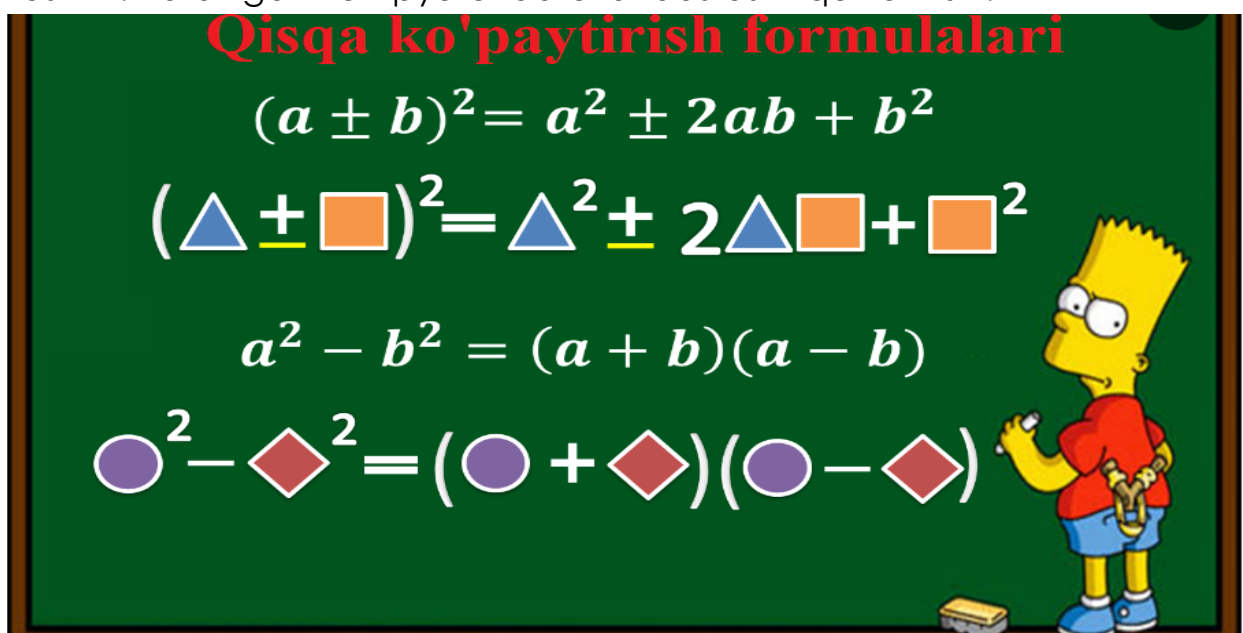 Qisqa ko'paytirish formulalari
(a ± b)²= a² ± 2ab + b²
( ± )²= ²± 2 + ²
a² − b² = (a + b)(a − b)
²− ²=( + )( − )